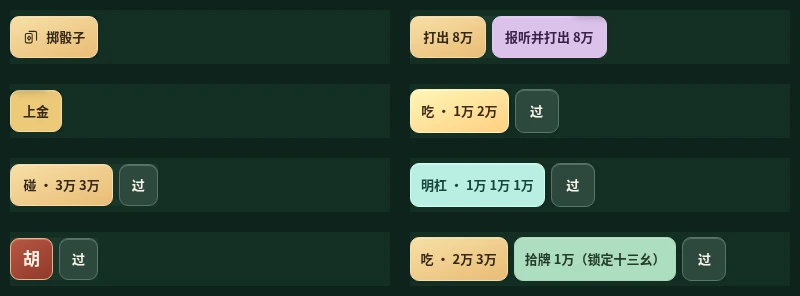 掷骰子
打出 8万 报听并打出 8万
上金
吃 · 1万 2万 过
碰 · 3万 3万 过
明杠 · 1万 1万 1万 过
胡 过
吃 · 2万 3万 拾牌 1万（锁定十三幺） 过